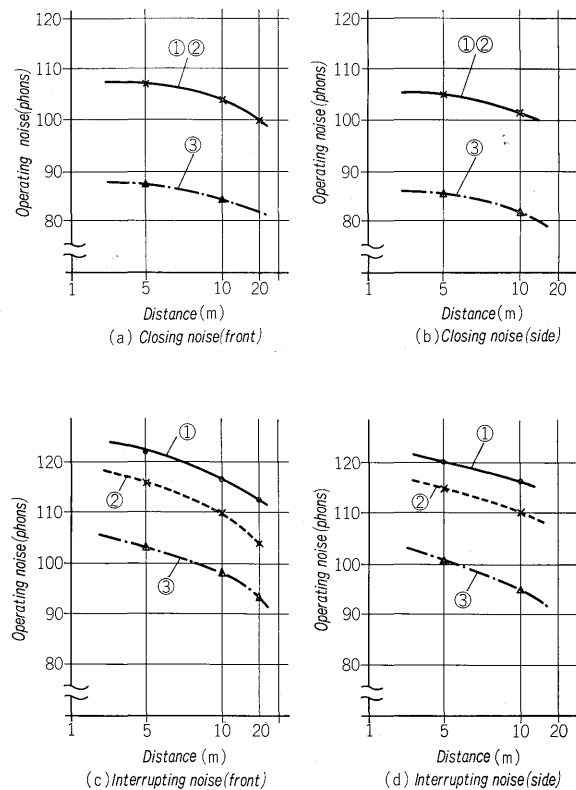 120
110
100
90
80
Operating noise(phons)
①②
③
1 5 10 20
Distance(m)
(a) Closing noise(front)
120
110
100
90
80
Operating noise(phons)
①②
③
1 5 10 20
Distance(m)
(b) Closing noise(side)
120
110
100
90
80
Operating noise(phons)
①
②
③
1 5 10 20
Distance (m)
(c) Interrupting noise(front)
120
110
100
90
80
Operating noise(phons)
①
②
③
1 5 10 20
Distance (m)
(d) Interrupting noise(side)